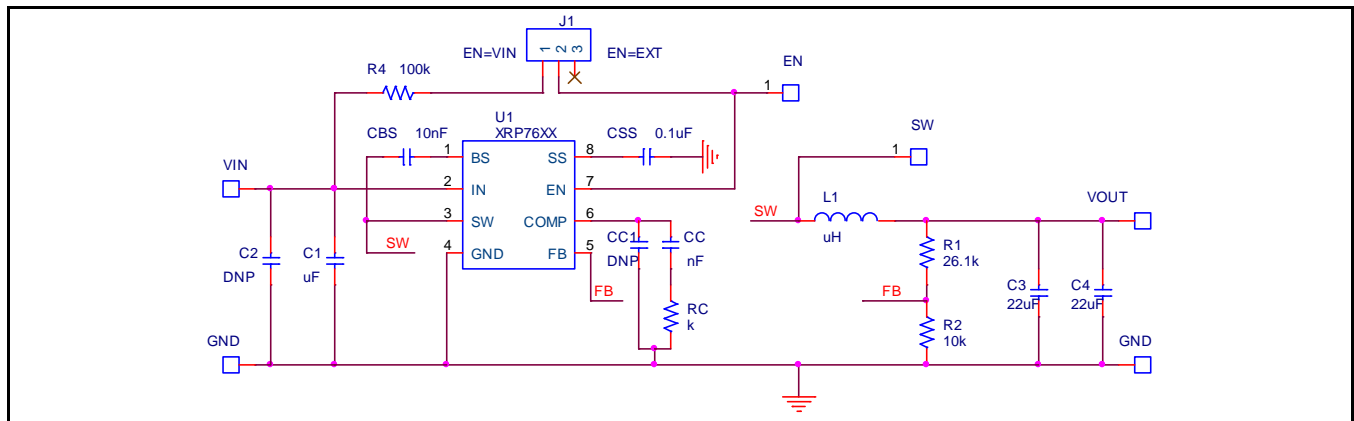 J1
EN=VIN
1
2
3
EN=EXT
R4
100k
EN
1
U1
XRP76XX
CBS
10nF
CSS
0.1uF
SW
1
VIN
1
BS
SS
8
2
IN
EN
7
3
SW
COMP
6
4
GND
FB
5
SW
SW
L1
uH
VOUT
C2
DNP
C1
uF
CC1
DNP
CC
nF
R1
26.1k
FB
FB
C3
22uF
C4
22uF
RC
k
R2
10k
GND
GND